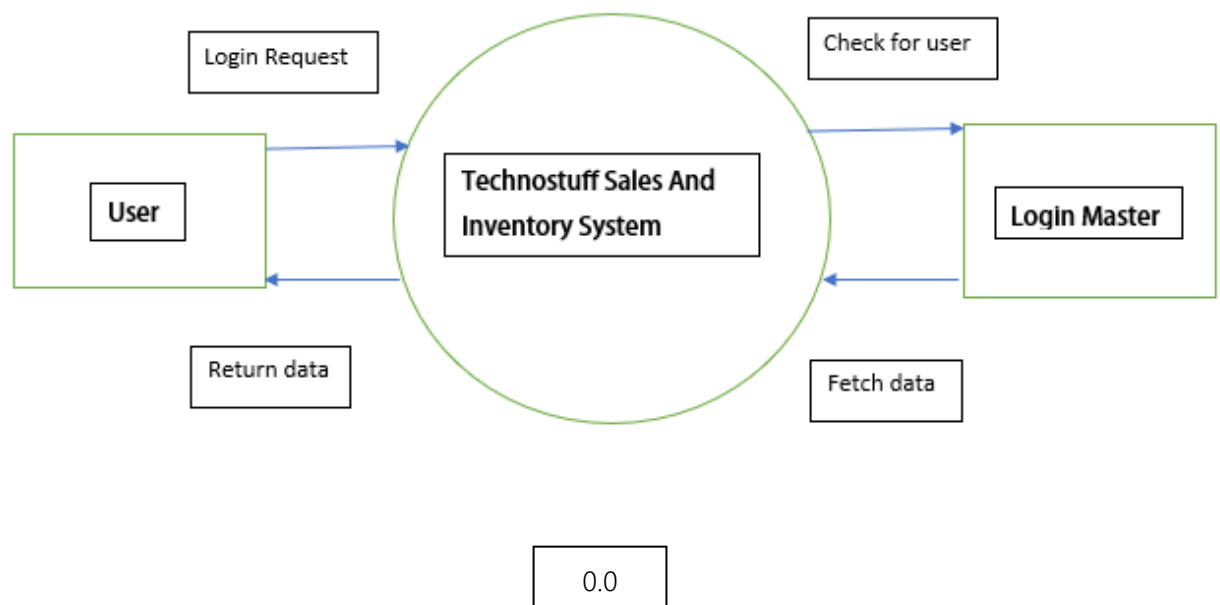 Login Request
Check for user
User
Technostuff Sales And
Inventory System
Login Master
Return data
Fetch data
0.0